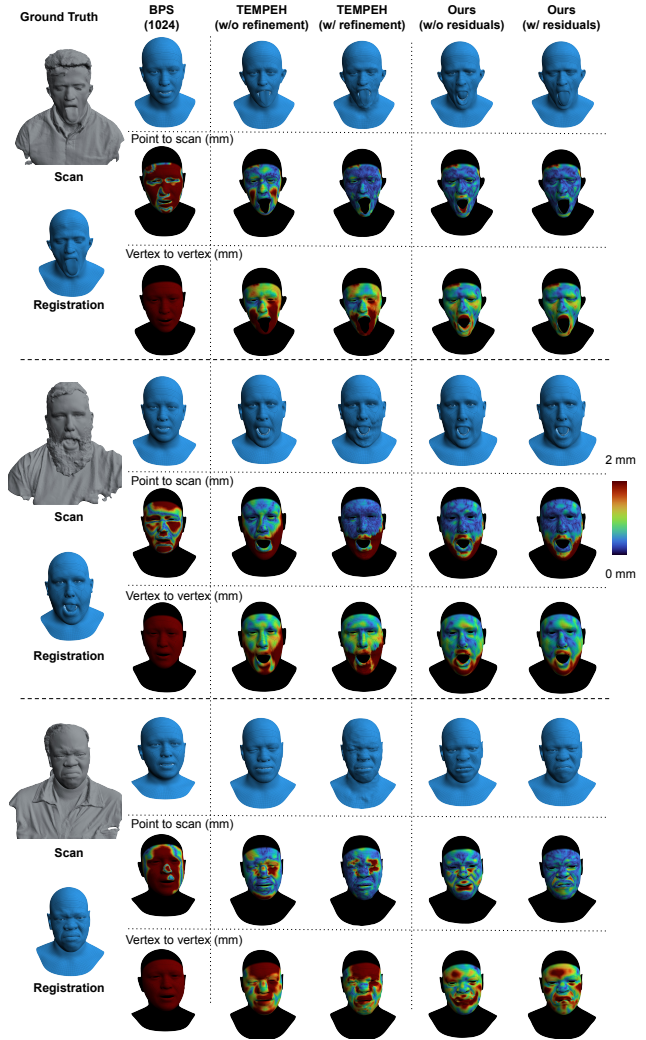 Ground Truth
BPS
(1024)
TEMPEH
(w/o refinement)
TEMPEH
(w/ refinement)
Ours
(w/o residuals)
Ours
(w/ residuals)
Point to scan (mm)
Scan
Vertex to vertex (mm)
Registration
2 mm
Point to scan (mm)
Scan
0 mm
Vertex to vertex (mm)
Registration
Point to scan (mm)
Scan
Vertex to vertex (mm)
Registration